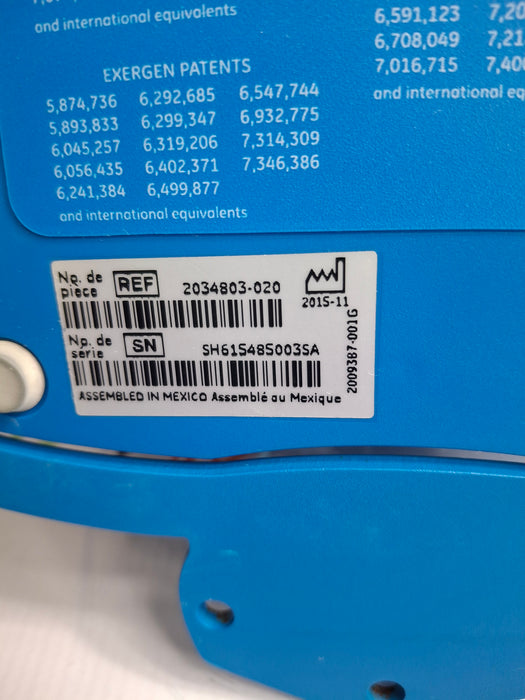 and international equivalents
EXERGEN PATENTS
5,874,736 6,292,685 6,547,744
5,893,833 6,299,347 6,932,775
6,045,257 6,319,206 7,314,309
6,056,435 6,402,371 7,346,386
6,241,384 6,499,877
and international equivalents
6,591,123
6,708,049
7,016,715
and international
No. de
pièce
REF
2034803-020
2015-11
No. de
serie
SN
SH615485003SA
ASSEMBLED IN MEXICO Assemblé au Mexique
2009387-001G